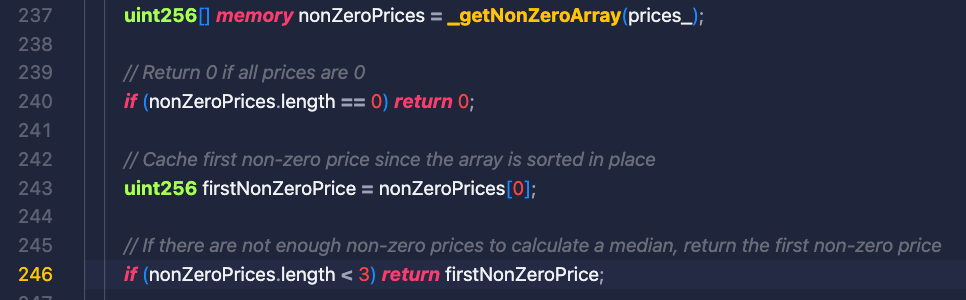 237 uint256[] memory nonZeroPrices = _getNonZeroArray(prices_);
238
239 // Return 0 if all prices are 0
240 if (nonZeroPrices.length == 0) return 0;
241
242 // Cache first non-zero price since the array is sorted in place
243 uint256 firstNonZeroPrice = nonZeroPrices[0];
244
245 // If there are not enough non-zero prices to calculate a median, return the first non-zero price
246 if (nonZeroPrices.length < 3) return firstNonZeroPrice;